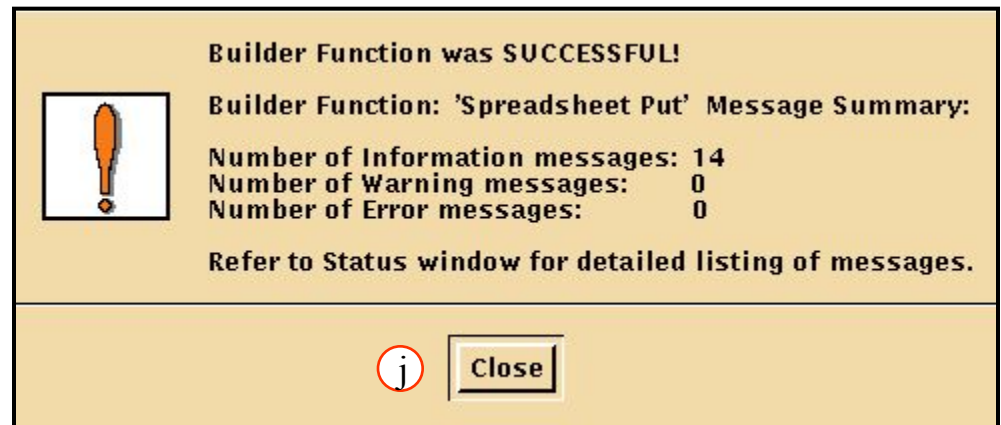 Builder Function was SUCCESSFUL!
Builder Function: 'Spreadsheet Put' Message Summary:
Number of Information messages: 14
Number of Warning messages: 0
Number of Error messages: 0
Refer to Status window for detailed listing of messages.
j Close